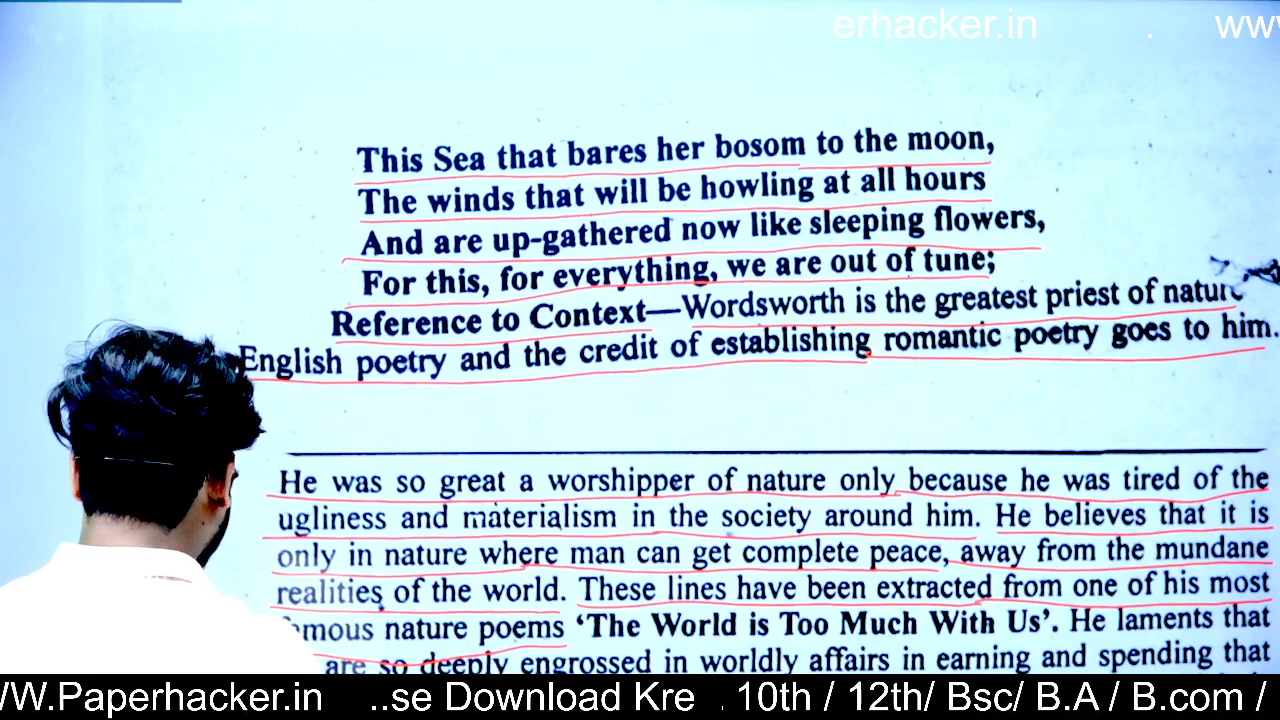 erhacker.in . ww
This Sea that bares her bosom to the moon,
The winds that will be howling at all hours
And are up-gathered now like sleeping flowers,
For this, for everything, we are out of tune;
Reference to Context—Wordsworth is the greatest priest of
English poetry and the credit of establishing romantic poetry goes to him.
He was so great a worshipper of nature only because he was tired of the
ugliness and materialism in the society around him. He believes that it is
only in nature where man can get complete peace, away from the mundane
realities of the world. These lines have been extracted from one of his most
nature poems ‘The World is Too Much With Us’. He laments that
are so deeply engrossed in worldly affairs in earning and spending that
W.Paperhacker.in ..se Download Kre . 10th / 12th/ Bsc/ B.A / B.com /